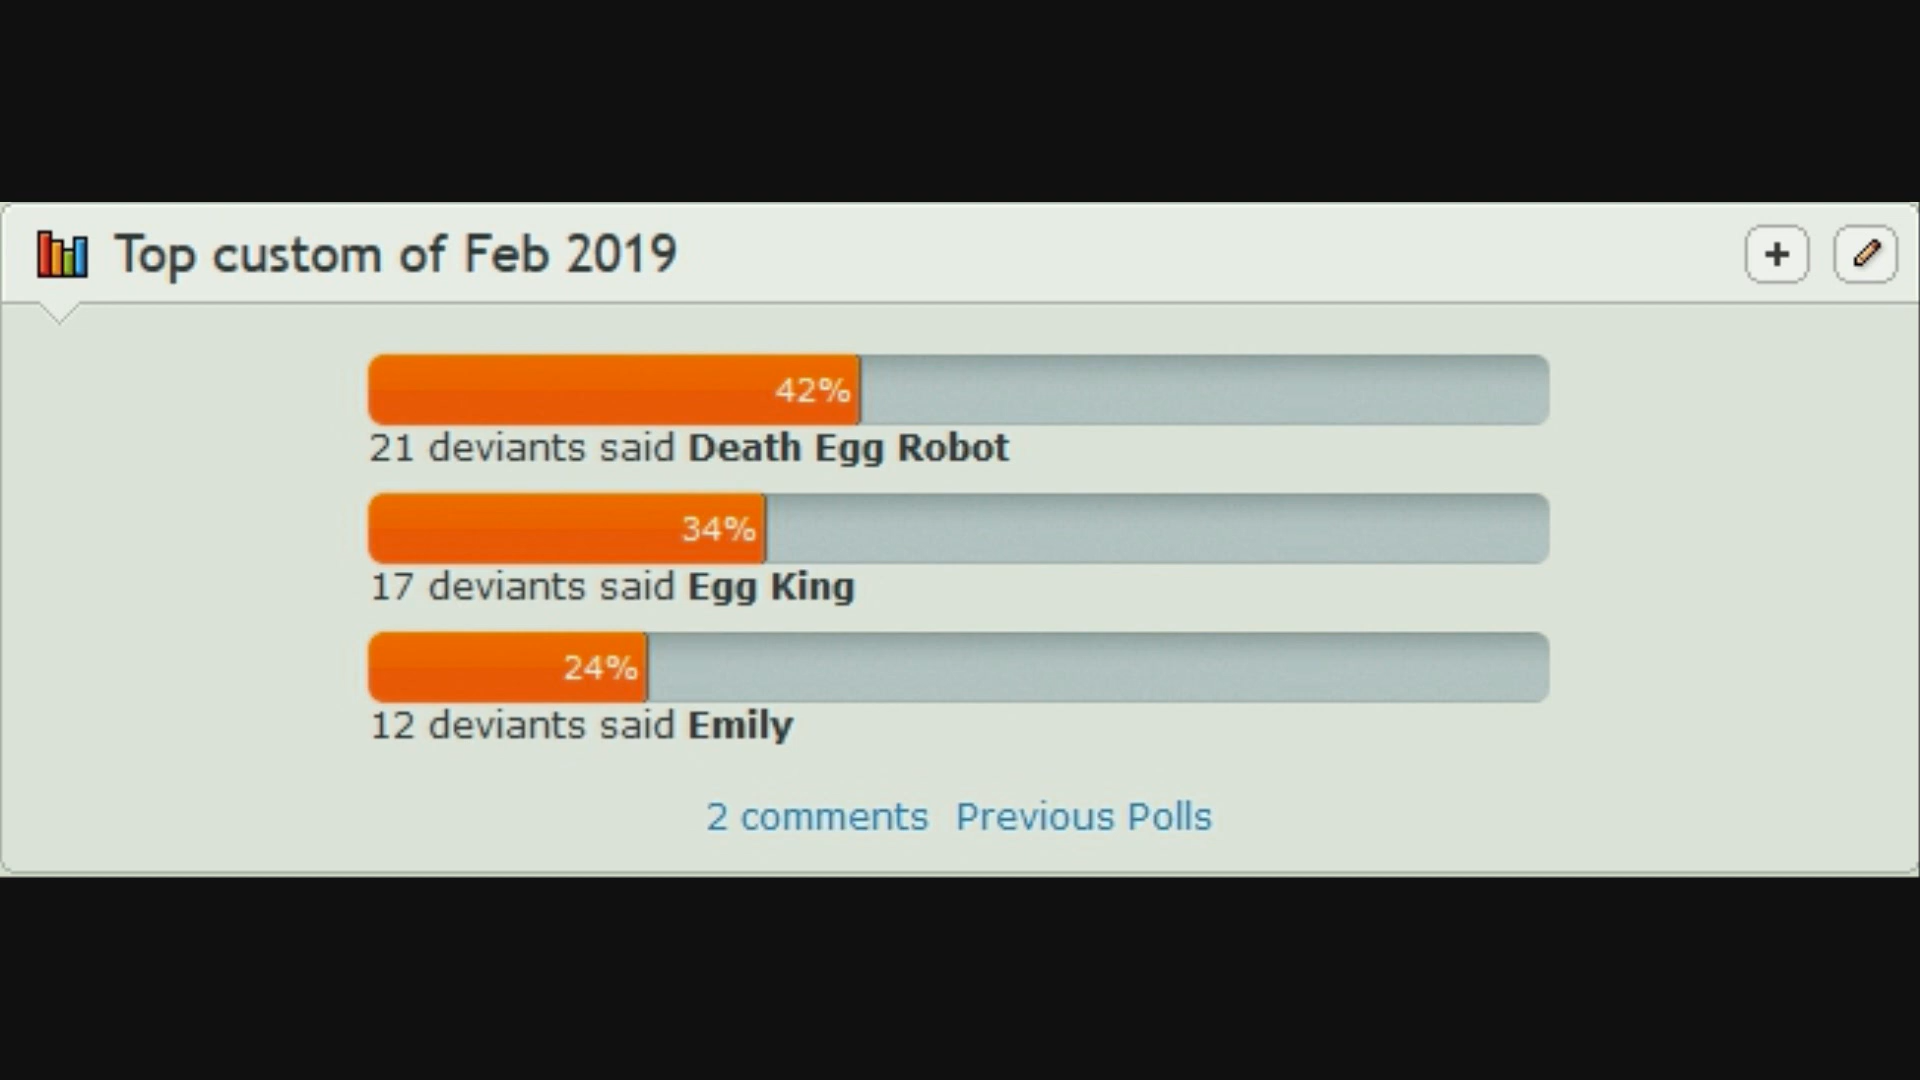 Top custom of Feb 2019
42%
21 deviants said Death Egg Robot
34%
17 deviants said Egg King
24%
12 deviants said Emily
2 comments Previous Polls